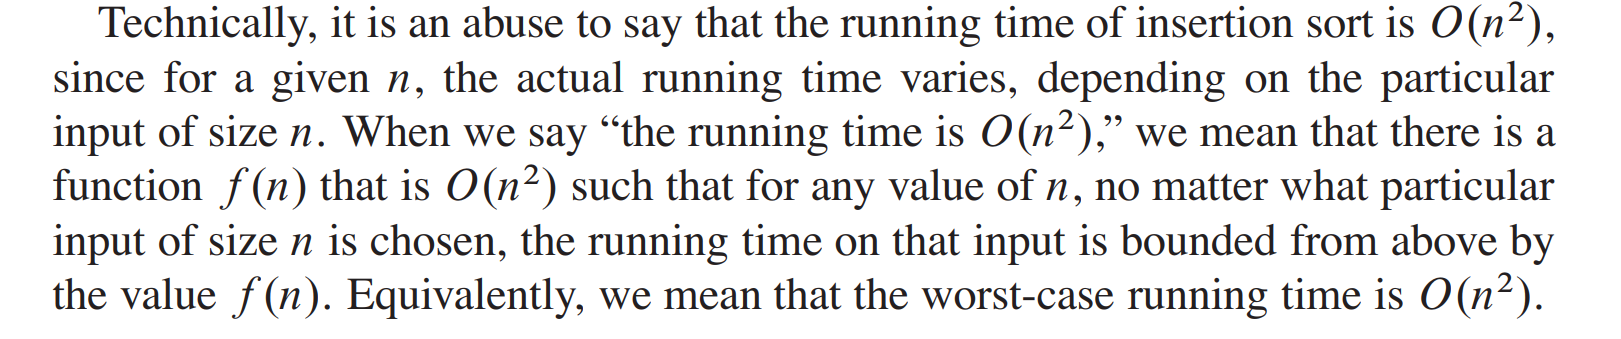 Technically, it is an abuse to say that the running time of insertion sort is O(n²),
since for a given n, the actual running time varies, depending on the particular
input of size n. When we say “the running time is O(n²),” we mean that there is a
function f(n) that is O(n²) such that for any value of n, no matter what particular
input of size n is chosen, the running time on that input is bounded from above by
the value f(n). Equivalently, we mean that the worst-case running time is O(n²).